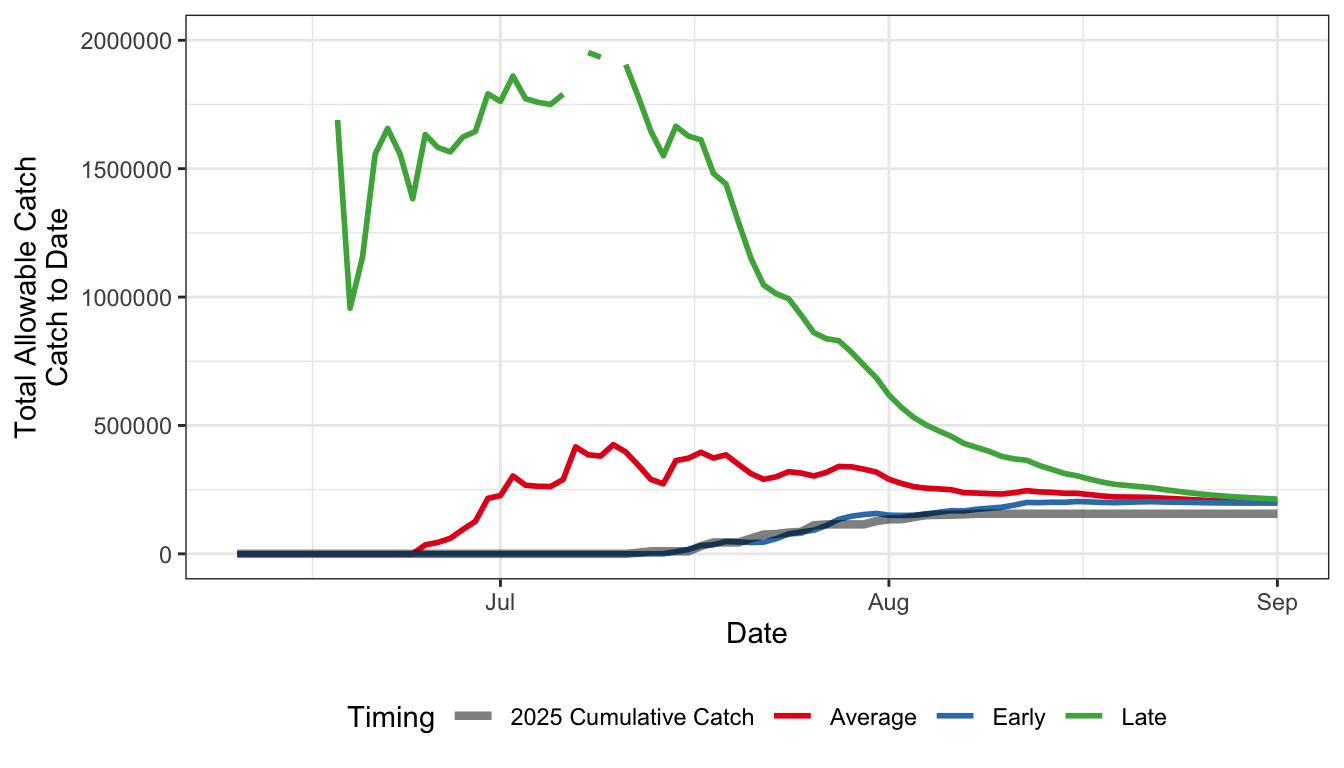 Total Allowable Catch
Catch to Date
2000000
1500000
1000000
500000
0
Jul
Aug
Sep
Date
Timing
2025 Cumulative Catch
Average
Early
Late